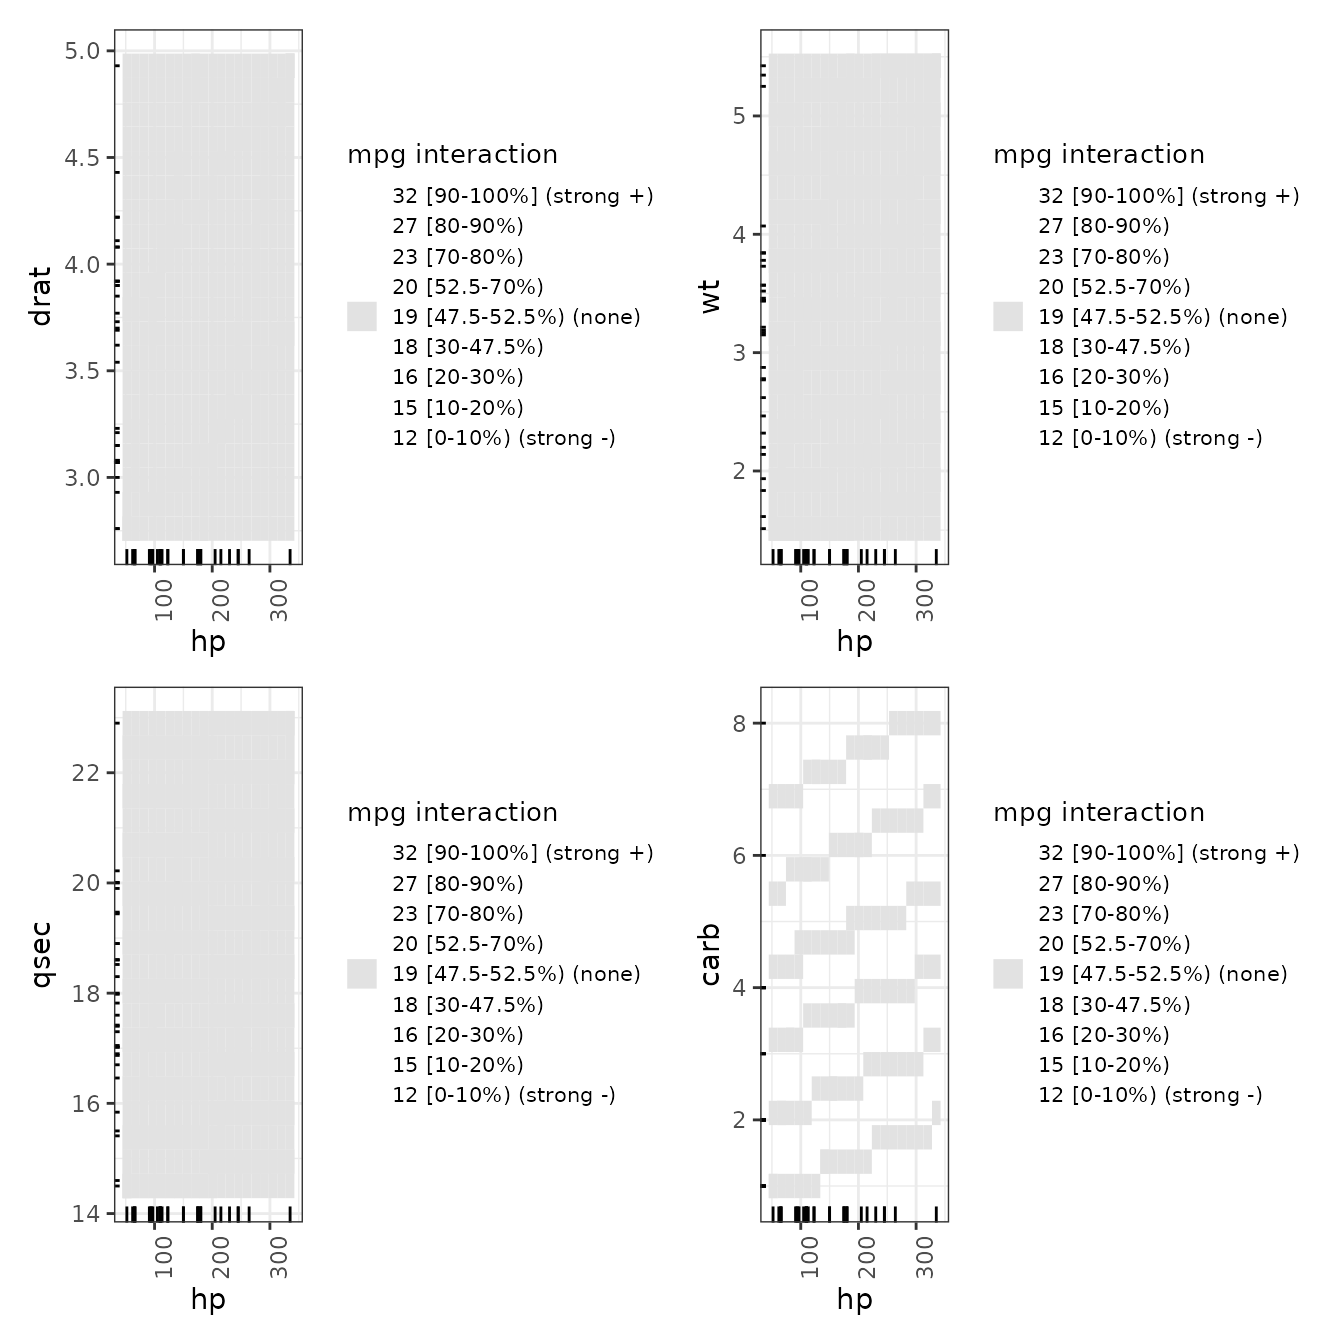 5.0
4.5
4.0
3.5
3.0
drat
100
200
300
hp
mpg interaction
32 [90-100%] (strong +)
27 [80-90%)
23 [70-80%)
20 [52.5-70%)
19 [47.5-52.5%) (none)
18 [30-47.5%)
16 [20-30%)
15 [10-20%)
12 [0-10%) (strong -)
5
4
3
2
wt
100
200
300
hp
mpg interaction
32 [90-100%] (strong +)
27 [80-90%)
23 [70-80%)
20 [52.5-70%)
19 [47.5-52.5%) (none)
18 [30-47.5%)
16 [20-30%)
15 [10-20%)
12 [0-10%) (strong -)
22
20
18
16
14
qsec
100
200
300
hp
mpg interaction
32 [90-100%] (strong +)
27 [80-90%)
23 [70-80%)
20 [52.5-70%)
19 [47.5-52.5%) (none)
18 [30-47.5%)
16 [20-30%)
15 [10-20%)
12 [0-10%) (strong -)
8
6
4
2
carb
100
200
300
hp
mpg interaction
32 [90-100%] (strong +)
27 [80-90%)
23 [70-80%)
20 [52.5-70%)
19 [47.5-52.5%) (none)
18 [30-47.5%)
16 [20-30%)
15 [10-20%)
12 [0-10%) (strong -)